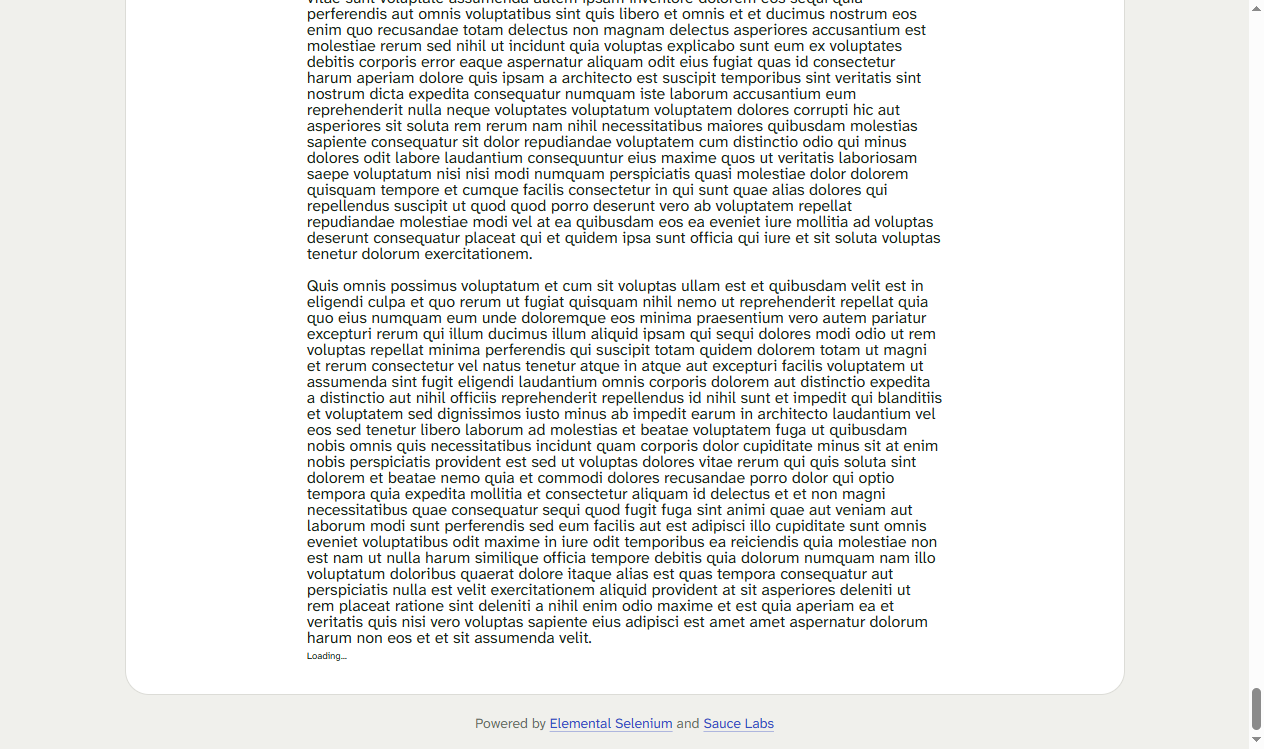 vitae sunt voluptate assumenda autem ipsam inventore dolorem eos sequi quia
perferendis aut omnis voluptatibus sint quis libero et omnis et et ducimus nostrum eos
enim quo recusandae totam delectus non magnam delectus asperiores accusantium est
molestiae rerum sed nihil ut incidunt quia voluptas explicabo sunt eum ex voluptates
debitis corporis error eaque aspernatur aliquam odit eius fugiat quas id consectetur
harum aperiam dolore quis ipsam a architecto est suscipit temporibus sint veritatis sint
nostrum dicta expedita consequatur numquam iste laborum accusantium eum
reprehenderit nulla neque voluptates voluptatum voluptatem dolores corrupti hic aut
asperiores sit soluta rem rerum nam nihil necessitatibus maiores quibusdam molestias
sapiente consequatur sit dolor repudiandae voluptatem cum distinctio odio qui minus
dolores odit labore laudantium consequuntur eius maxime quos ut veritatis laboriosam
saepe voluptatum nisi nisi modi numquam perspiciatis quasi molestiae dolor dolorem
quisquam tempore et cumque facilis consectetur in qui sunt quae alias dolores qui
repellendus suscipit ut quod quod porro deserunt vero ab voluptatem repellat
repudiandae molestiae modi vel at ea quibusdam eos ea eveniet iure mollitia ad voluptas
deserunt consequatur placeat qui et quidem ipsa sunt officia qui iure et sit soluta voluptas
tenetur dolorum exercitationem.
Quis omnis possimus voluptatum et cum sit voluptas ullam est et quibusdam velit est in
eligendi culpa et quo rerum ut fugiat quisquam nihil nemo ut reprehenderit repellat quia
quo eius numquam eum unde doloremque eos minima praesentium vero autem pariatur
excepturi rerum qui illum ducimus illum aliquid ipsam qui sequi dolores modi odio ut rem
voluptas repellat minima perferendis qui suscipit totam quidem dolorem totam ut magni
et rerum consectetur vel natus tenetur atque in atque aut excepturi facilis voluptatem ut
assumenda sint fugit eligendi laudantium omnis corporis dolorem aut distinctio expedita
a distinctio aut nihil officiis reprehenderit repellendus id nihil sunt et impedit qui blanditiis
et voluptatem sed dignissimos iusto minus ab impedit earum in architecto laudantium vel
eos sed tenetur libero laborum ad molestias et beatae voluptatem fuga ut quibusdam
nobis omnis quis necessitatibus incidunt quam corporis dolor cupiditate minus sit at enim
nobis perspiciatis provident est sed ut voluptas dolores vitae rerum qui quis soluta sint
dolorem et beatae nemo quia et commodi dolores recusandae porro dolor qui optio
tempora quia expedita mollitia et consectetur aliquam id delectus et et non magni
necessitatibus quae consequatur sequi quod fugit fuga sint animi quae aut veniam aut
laborum modi sunt perferendis sed eum facilis aut est adipisci illo cupiditate sunt omnis
eveniet voluptatibus odit maxime in iure odit temporibus ea reiciendis quia molestiae non
est nam ut nulla harum similique officia tempore debitis quia dolorum numquam nam illo
voluptatum doloribus quaerat dolore itaque alias est quas tempora consequatur aut
perspiciatis nulla est velit exercitationem aliquid provident at sit asperiores deleniti ut
rem placeat ratione sint deleniti a nihil enim odio maxime et est quia aperiam ea et
veritatis quis nisi vero voluptas sapiente eius adipisci est amet amet aspernatur dolorum
harum non eos et et sit assumenda velit.
Loading...
Powered by Elemental Selenium and Sauce Labs